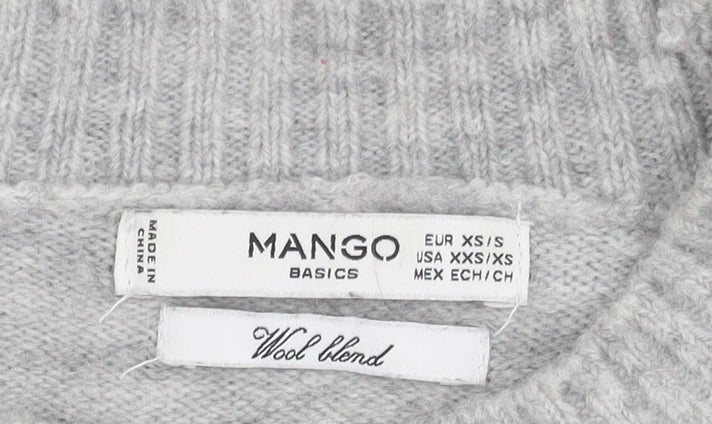 MADE IN
CHINA
MANGO
BASICS
EUR XS/S
USA XXS/XS
MEX ECH/CH
Wool blend